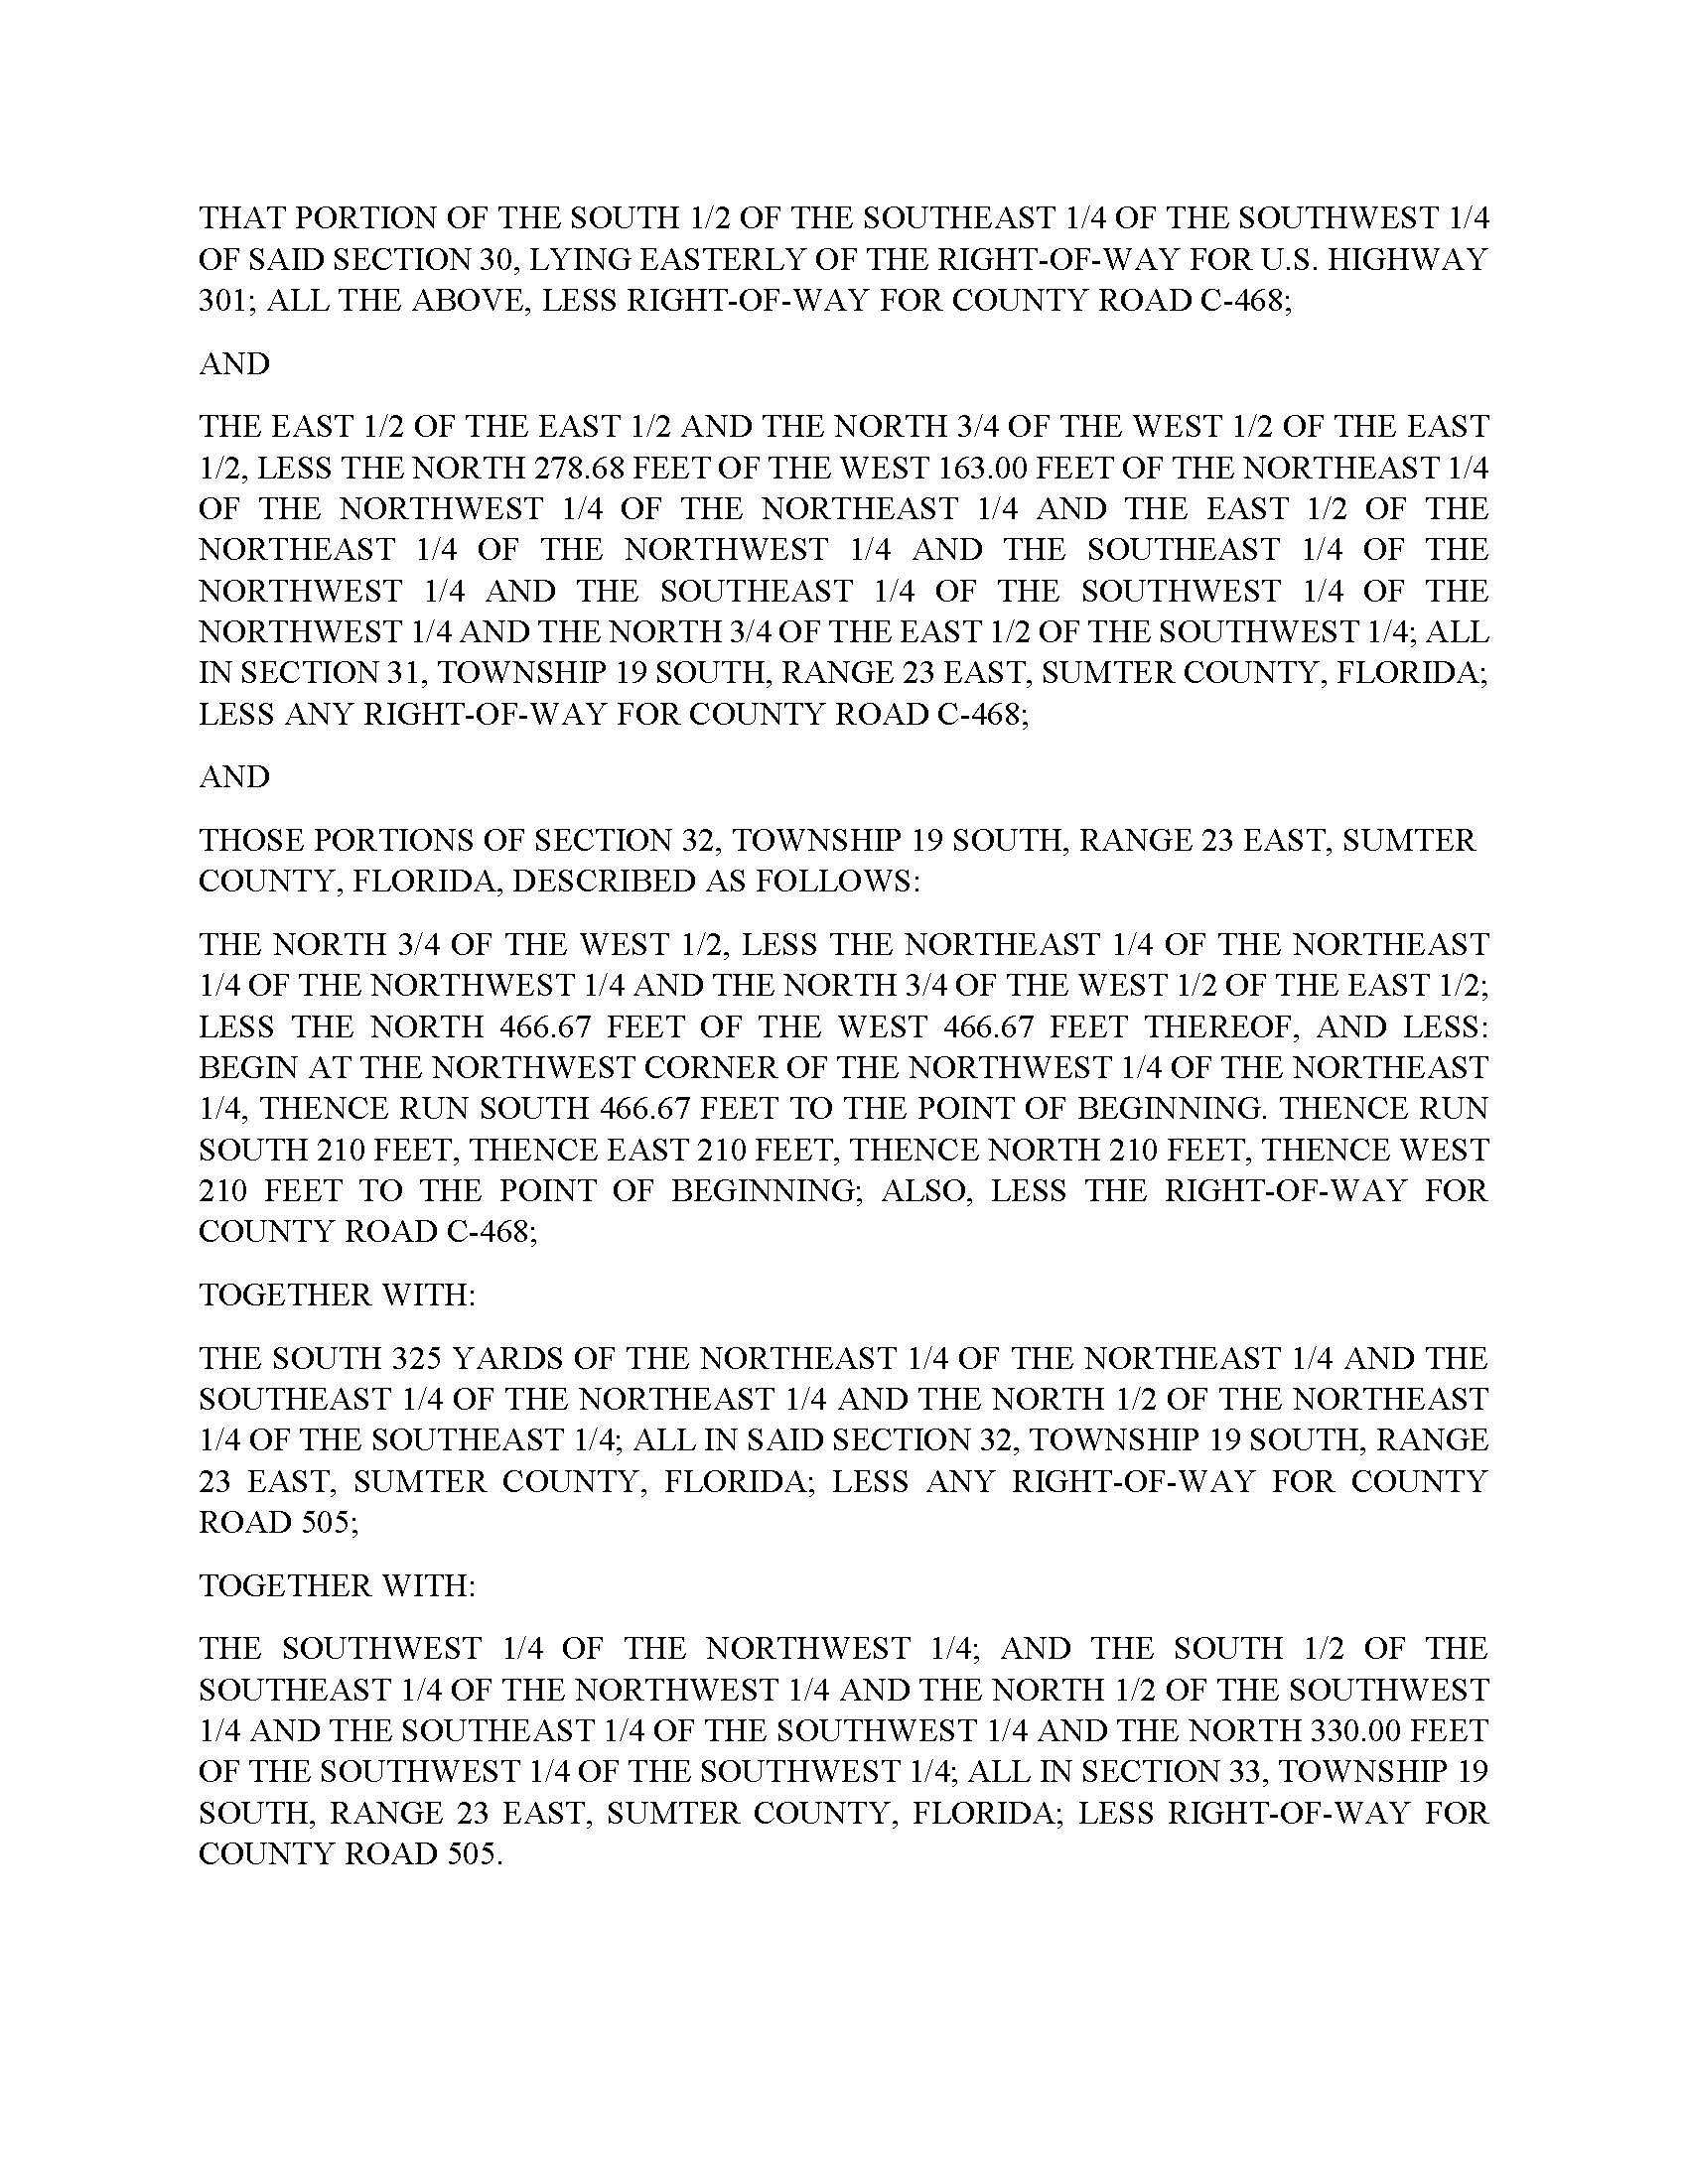 THAT PORTION OF THE SOUTH 1/2 OF THE SOUTHEAST 1/4 OF THE SOUTHWEST 1/4
OF SAID SECTION 30, LYING EASTERLY OF THE RIGHT-OF-WAY FOR U.S. HIGHWAY
301; ALL THE ABOVE, LESS RIGHT-OF-WAY FOR COUNTY ROAD C-468;
AND
THE EAST 1/2 OF THE EAST 1/2 AND THE NORTH 3/4 OF THE WEST 1/2 OF THE EAST
1/2, LESS THE NORTH 278.68 FEET OF THE WEST 163.00 FEET OF THE NORTHEAST 1/4
OF THE NORTHWEST 1/4 OF THE NORTHEAST 1/4 AND THE EAST 1/2 OF THE
NORTHEAST 1/4 OF THE NORTHWEST 1/4 AND THE SOUTHEAST 1/4 OF THE
NORTHWEST 1/4 AND THE SOUTHEAST 1/4 OF THE SOUTHWEST 1/4 OF THE
NORTHWEST 1/4 AND THE NORTH 3/4 OF THE EAST 1/2 OF THE SOUTHWEST 1/4; ALL
IN SECTION 31, TOWNSHIP 19 SOUTH, RANGE 23 EAST, SUMTER COUNTY, FLORIDA;
LESS ANY RIGHT-OF-WAY FOR COUNTY ROAD C-468;
AND
THOSE PORTIONS OF SECTION 32, TOWNSHIP 19 SOUTH, RANGE 23 EAST, SUMTER
COUNTY, FLORIDA, DESCRIBED AS FOLLOWS:
THE NORTH 3/4 OF THE WEST 1/2, LESS THE NORTHEAST 1/4 OF THE NORTHEAST
1/4 OF THE NORTHWEST 1/4 AND THE NORTH 3/4 OF THE WEST 1/2 OF THE EAST 1/2;
LESS THE NORTH 466.67 FEET OF THE WEST 466.67 FEET THEREOF, AND LESS:
BEGIN AT THE NORTHWEST CORNER OF THE NORTHWEST 1/4 OF THE NORTHEAST
1/4, THENCE RUN SOUTH 466.67 FEET TO THE POINT OF BEGINNING. THENCE RUN
SOUTH 210 FEET, THENCE EAST 210 FEET, THENCE NORTH 210 FEET, THENCE WEST
210 FEET TO THE POINT OF BEGINNING; ALSO, LESS THE RIGHT-OF-WAY FOR
COUNTY ROAD C-468;
TOGETHER WITH:
THE SOUTH 325 YARDS OF THE NORTHEAST 1/4 OF THE NORTHEAST 1/4 AND THE
SOUTHEAST 1/4 OF THE NORTHEAST 1/4 AND THE NORTH 1/2 OF THE NORTHEAST
1/4 OF THE SOUTHEAST 1/4; ALL IN SAID SECTION 32, TOWNSHIP 19 SOUTH, RANGE
23 EAST, SUMTER COUNTY, FLORIDA; LESS ANY RIGHT-OF-WAY FOR COUNTY
ROAD 505;
TOGETHER WITH:
THE SOUTHWEST 1/4 OF THE NORTHWEST 1/4; AND THE SOUTH 1/2 OF THE
SOUTHEAST 1/4 OF THE NORTHWEST 1/4 AND THE NORTH 1/2 OF THE SOUTHWEST
1/4 AND THE SOUTHEAST 1/4 OF THE SOUTHWEST 1/4 AND THE NORTH 330.00 FEET
OF THE SOUTHWEST 1/4 OF THE SOUTHWEST 1/4; ALL IN SECTION 33, TOWNSHIP 19
SOUTH, RANGE 23 EAST, SUMTER COUNTY, FLORIDA; LESS RIGHT-OF-WAY FOR
COUNTY ROAD 505.